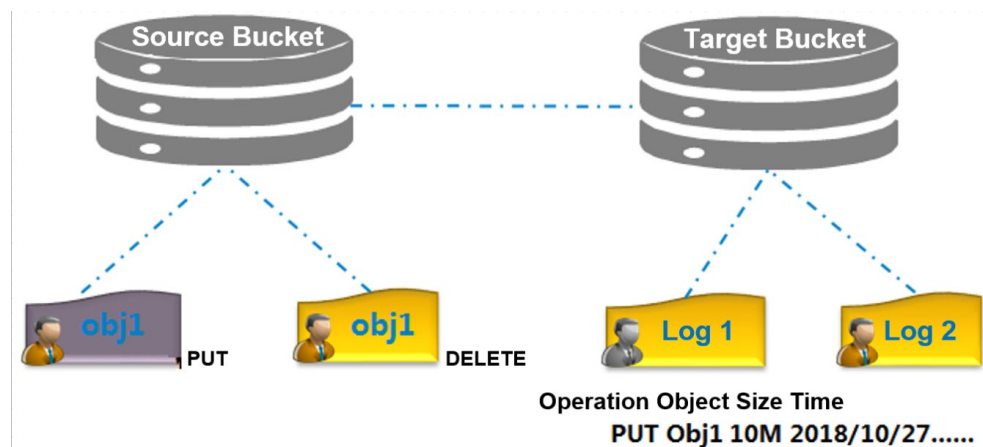 Source Bucket
Target Bucket
obj1
PUT
obj1
DELETE
Log 1
Log 2
Operation Object Size Time
PUT Obj1 10M 2018/10/27......